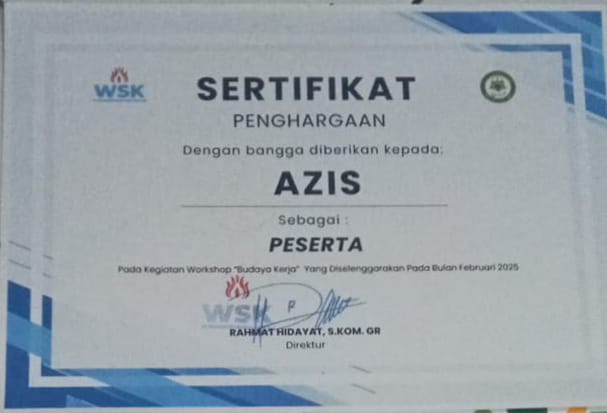 WSK
SERTIFIKAT
PENGHARGAAN
Dengan bangga diberikan kepada:
AZIS
Sebagai :
PESERTA
Pada Kegiatan Workshop "Budaya Kerja" Yang Diselenggarakan Pada Bulan Februari 2025
WSK
RAHMAT HIDAYAT, S.KOM. GR
Direktur